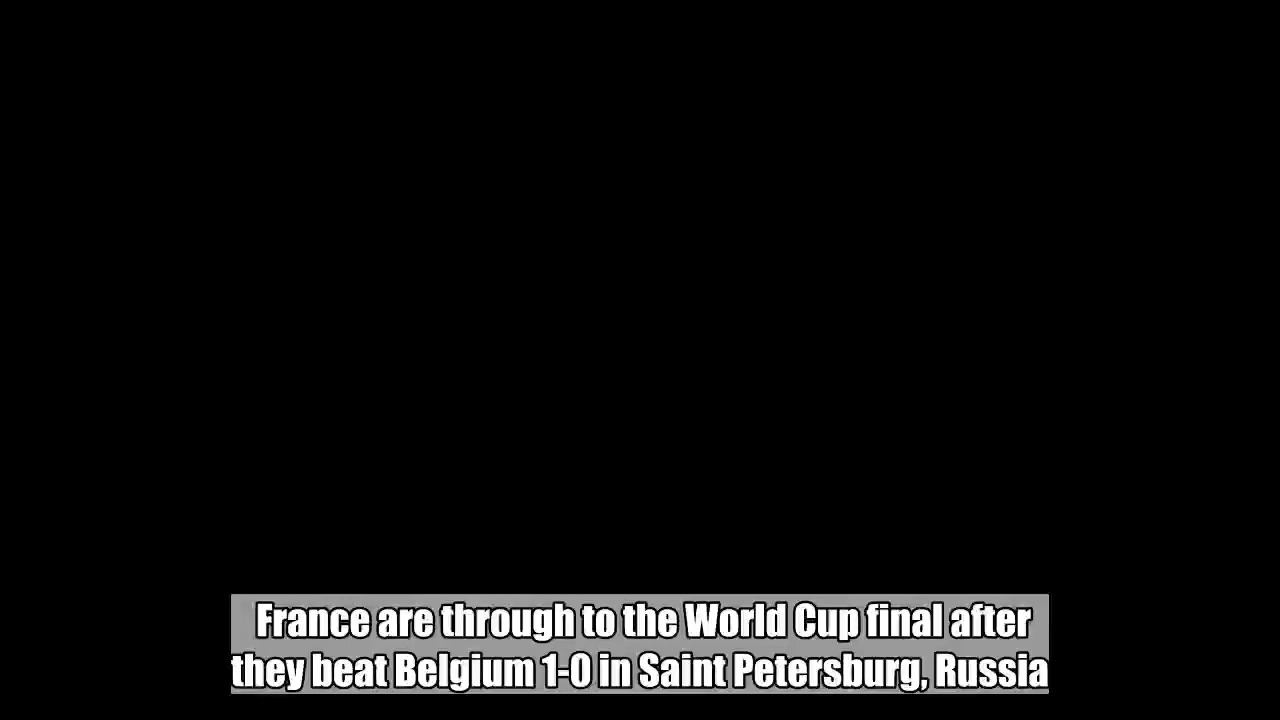 France are through to the World Cup final after
they beat Belgium 1-0 in Saint Petersburg, Russia